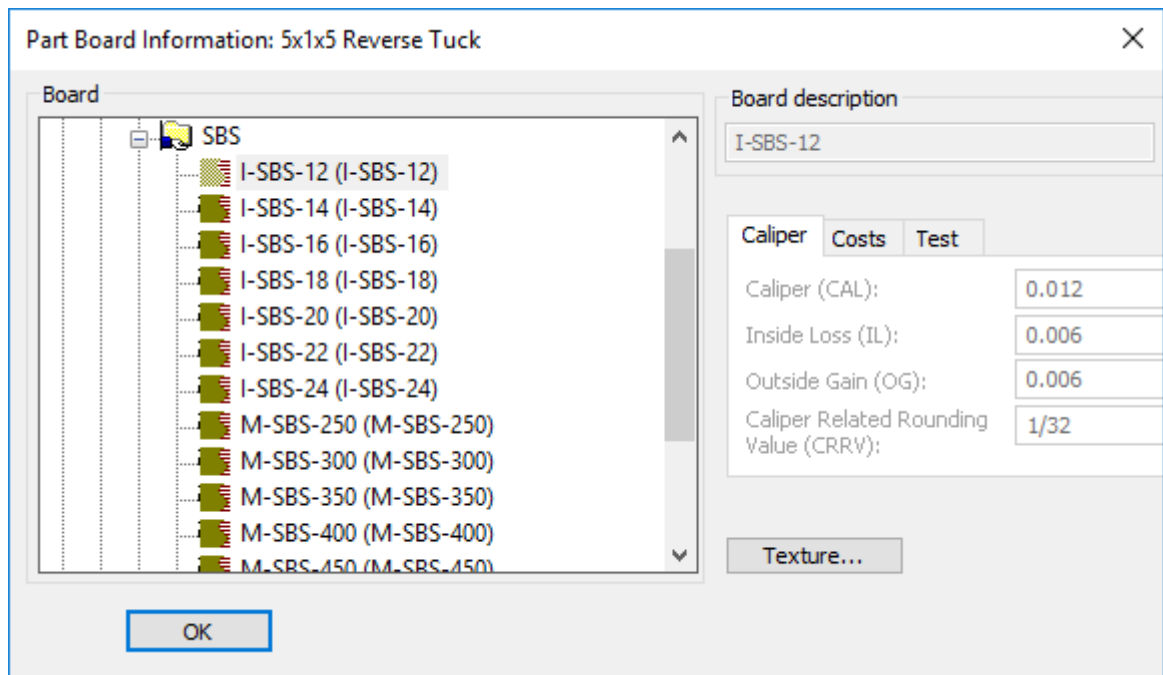 Part Board Information: 5x1x5 Reverse Tuck
Board
SBS
I-SBS-12 (I-SBS-12)
I-SBS-14 (I-SBS-14)
I-SBS-16 (I-SBS-16)
I-SBS-18 (I-SBS-18)
I-SBS-20 (I-SBS-20)
I-SBS-22 (I-SBS-22)
I-SBS-24 (I-SBS-24)
M-SBS-250 (M-SBS-250)
M-SBS-300 (M-SBS-300)
M-SBS-350 (M-SBS-350)
M-SBS-400 (M-SBS-400)
M-SBS-450 (M-SBS-450)
OK
Board description
I-SBS-12
Caliper Costs Test
Caliper (CAL): 0.012
Inside Loss (IL): 0.006
Outside Gain (OG): 0.006
Caliper Related Rounding
Value (CRRV): 1/32
Texture...